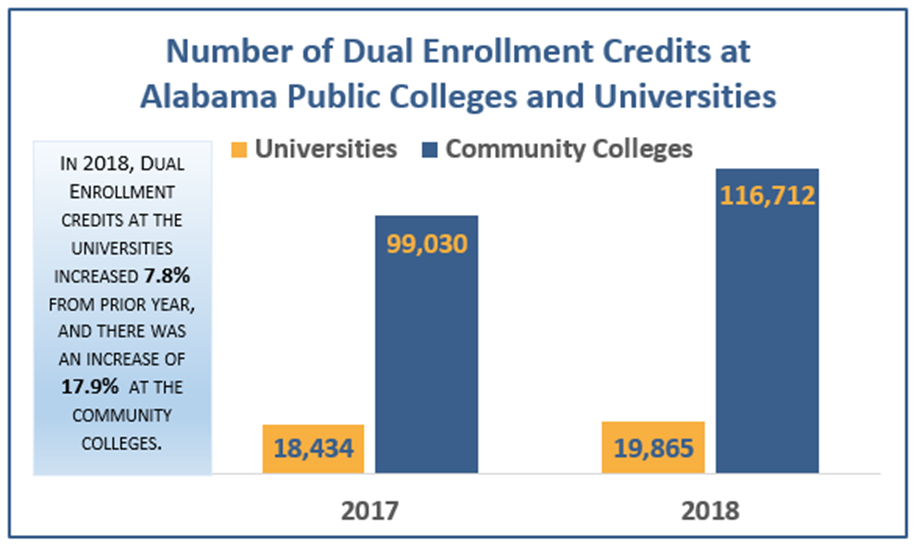 Number of Dual Enrollment Credits at
Alabama Public Colleges and Universities
Universities Community Colleges
IN 2018, DUAL
ENROLLMENT
CREDITS AT THE
UNIVERSITIES
INCREASED 7.8%
FROM PRIOR YEAR,
AND THERE WAS
AN INCREASE OF
17.9% AT THE
COMMUNITY
COLLEGES.
116,712
99,030
18,434
19,865
2017 2018